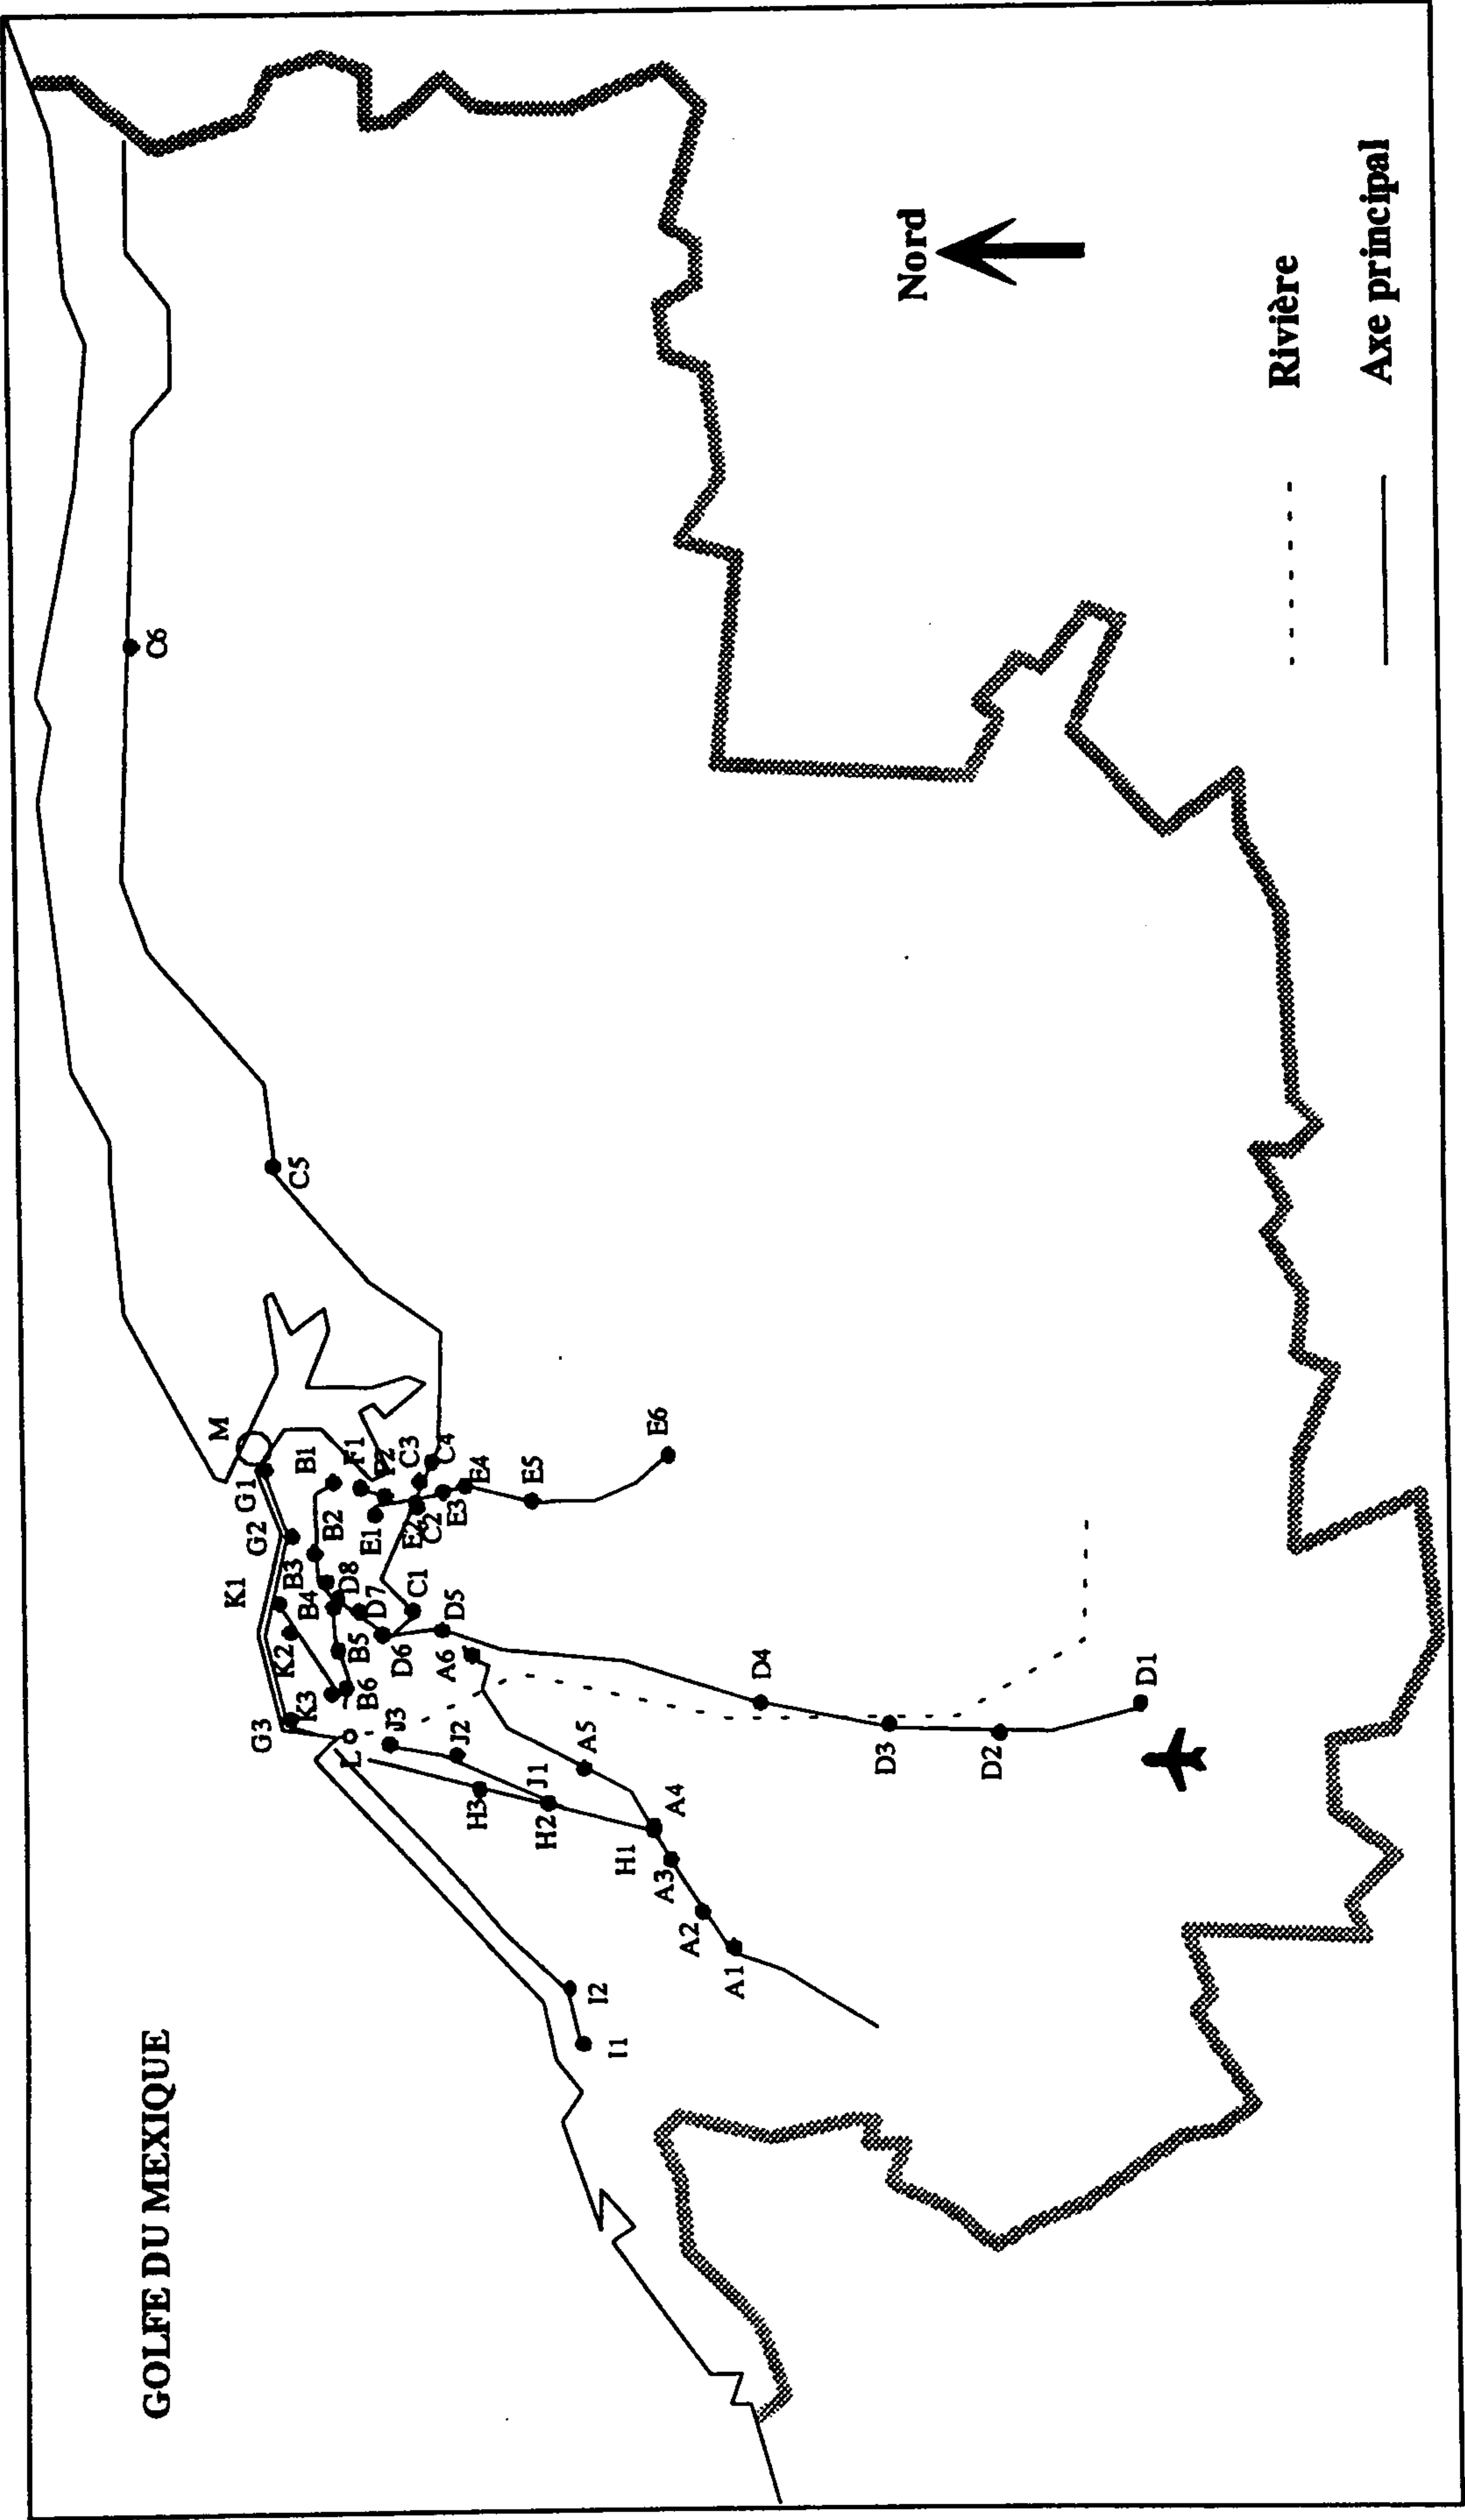 GOLFE DU MEXIQUE
Nord
Rivière
Axe principal
C6
C5
M
G1
G2
K1
K2
K3
G3
L
B1
B2
B3
B4
B5
B6
F1
F2
C3
C4
E1
E2
C2
E3
E4
E5
E6
D8
D7
D6
C1
D5
A6
J3
J2
J1
H3
H2
H1
A5
A4
A3
A2
A1
I2
I1
D4
D3
D2
D1